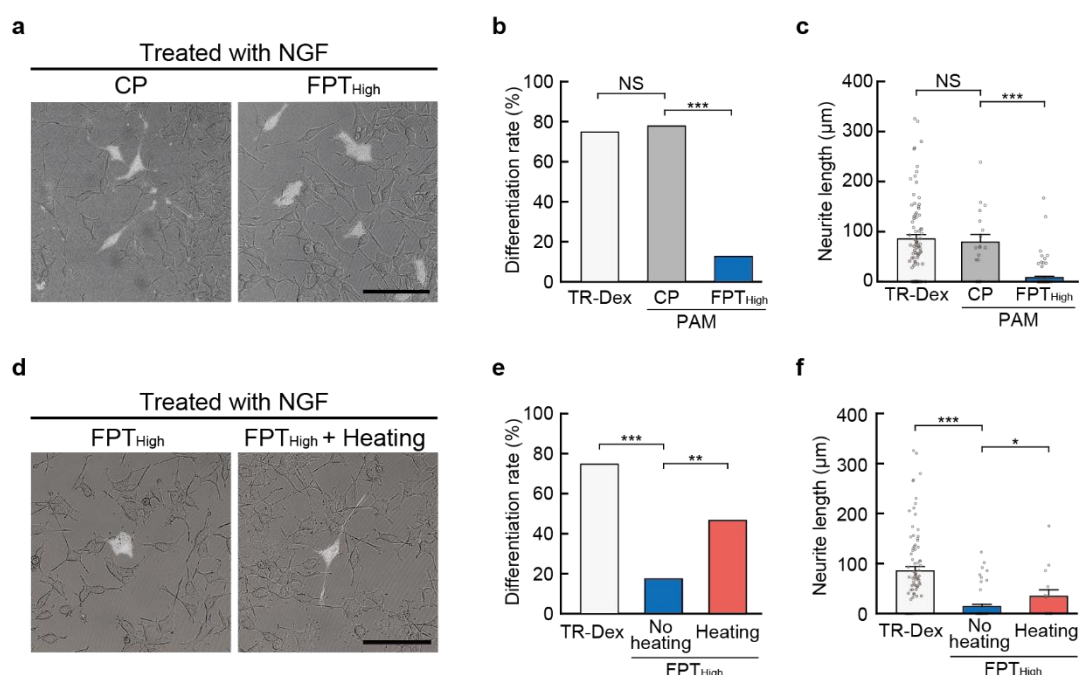 a
Treated with NGF
CP FPTHigh
b
Differentiation rate (%)
100
80
60
40
20
0
NS
***
TR-Dex CP FPTHigh
PAM
c
Neurite length (µm)
400
300
200
100
0
NS
***
TR-Dex CP FPTHigh
PAM
d
Treated with NGF
FPTHigh FPTHigh + Heating
e
Differentiation rate (%)
100
80
60
40
20
0
***
**
TR-Dex No heating Heating
FPTHigh
f
Neurite length (µm)
400
300
200
100
0
***
*
TR-Dex No heating Heating
FPTHigh